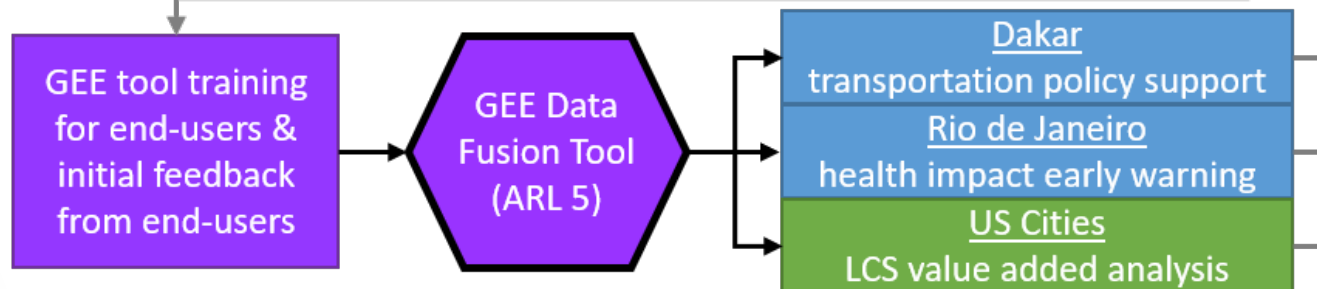 GEE tool training
for end-users &
initial feedback
from end-users
GEE Data
Fusion Tool
(ARL 5)
Dakar
transportation policy support
Rio de Janeiro
health impact early warning
US Cities
LCS value added analysis